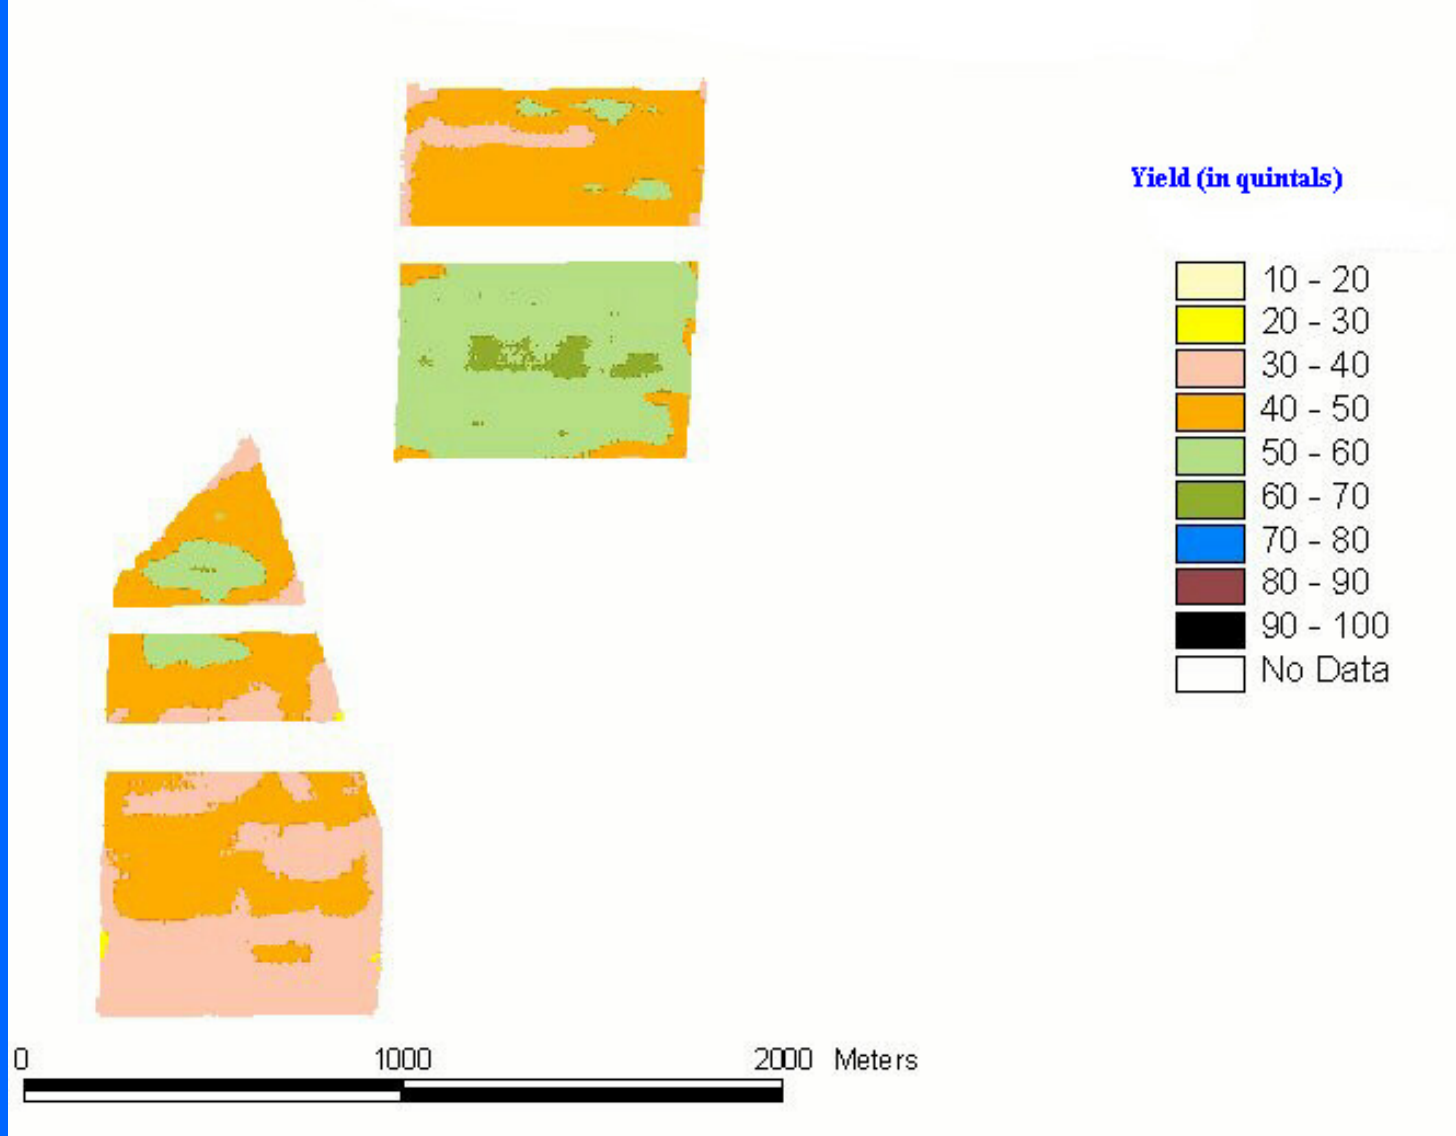 Yield (in quintals)
10 - 20
20 - 30
30 - 40
40 - 50
50 - 60
60 - 70
70 - 80
80 - 90
90 - 100
No Data
0 1000 2000 Meters